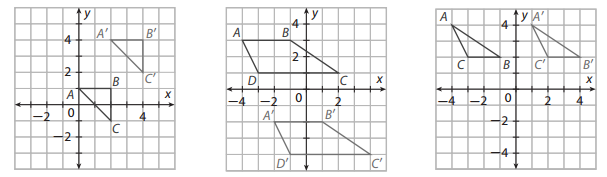 y
A′ B′
4
C′
2
A B
x
−2 0 4
C
−2
y
A B
4
2
D C x
−4 −2 0 2
A′ B′
D′ C′
y
A A′
4
C B C′ B′
x
−4 −2 0 2 4
−2
−4